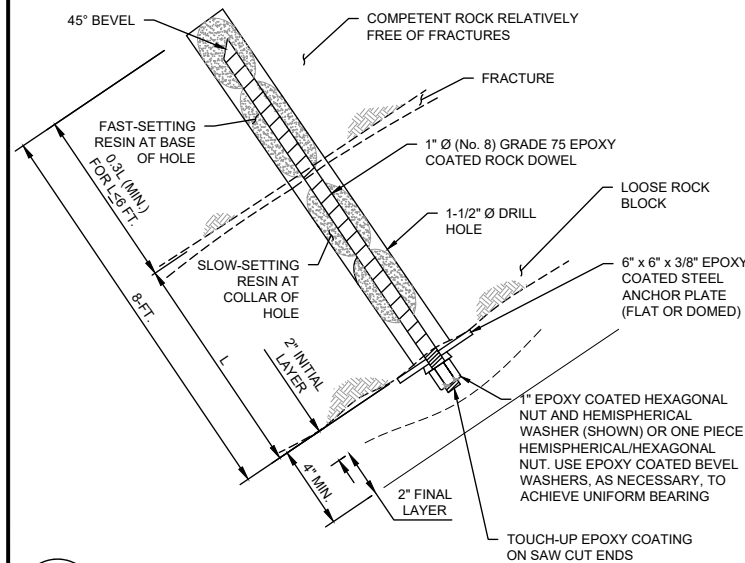 45° BEVEL
COMPETENT ROCK RELATIVELY
FREE OF FRACTURES
FRACTURE
FAST-SETTING
RESIN AT BASE
OF HOLE
1" Ø (No. 8) GRADE 75 EPOXY
COATED ROCK DOWEL
0.3L (MIN.)
FOR L≤6 FT.
LOOSE ROCK
BLOCK
1-1/2" Ø DRILL
HOLE
SLOW-SETTING
RESIN AT
COLLAR OF
HOLE
6" x 6" x 3/8" EPOXY
COATED STEEL
ANCHOR PLATE
(FLAT OR DOMED)
8-FT.
L
2" INITIAL
LAYER
1" EPOXY COATED HEXAGONAL
NUT AND HEMISPHERICAL
WASHER (SHOWN) OR ONE PIECE
HEMISPHERICAL/HEXAGONAL
NUT. USE EPOXY COATED BEVEL
WASHERS, AS NECESSARY, TO
ACHIEVE UNIFORM BEARING
4" MIN.
2" FINAL
LAYER
TOUCH-UP EPOXY COATING
ON SAW CUT ENDS